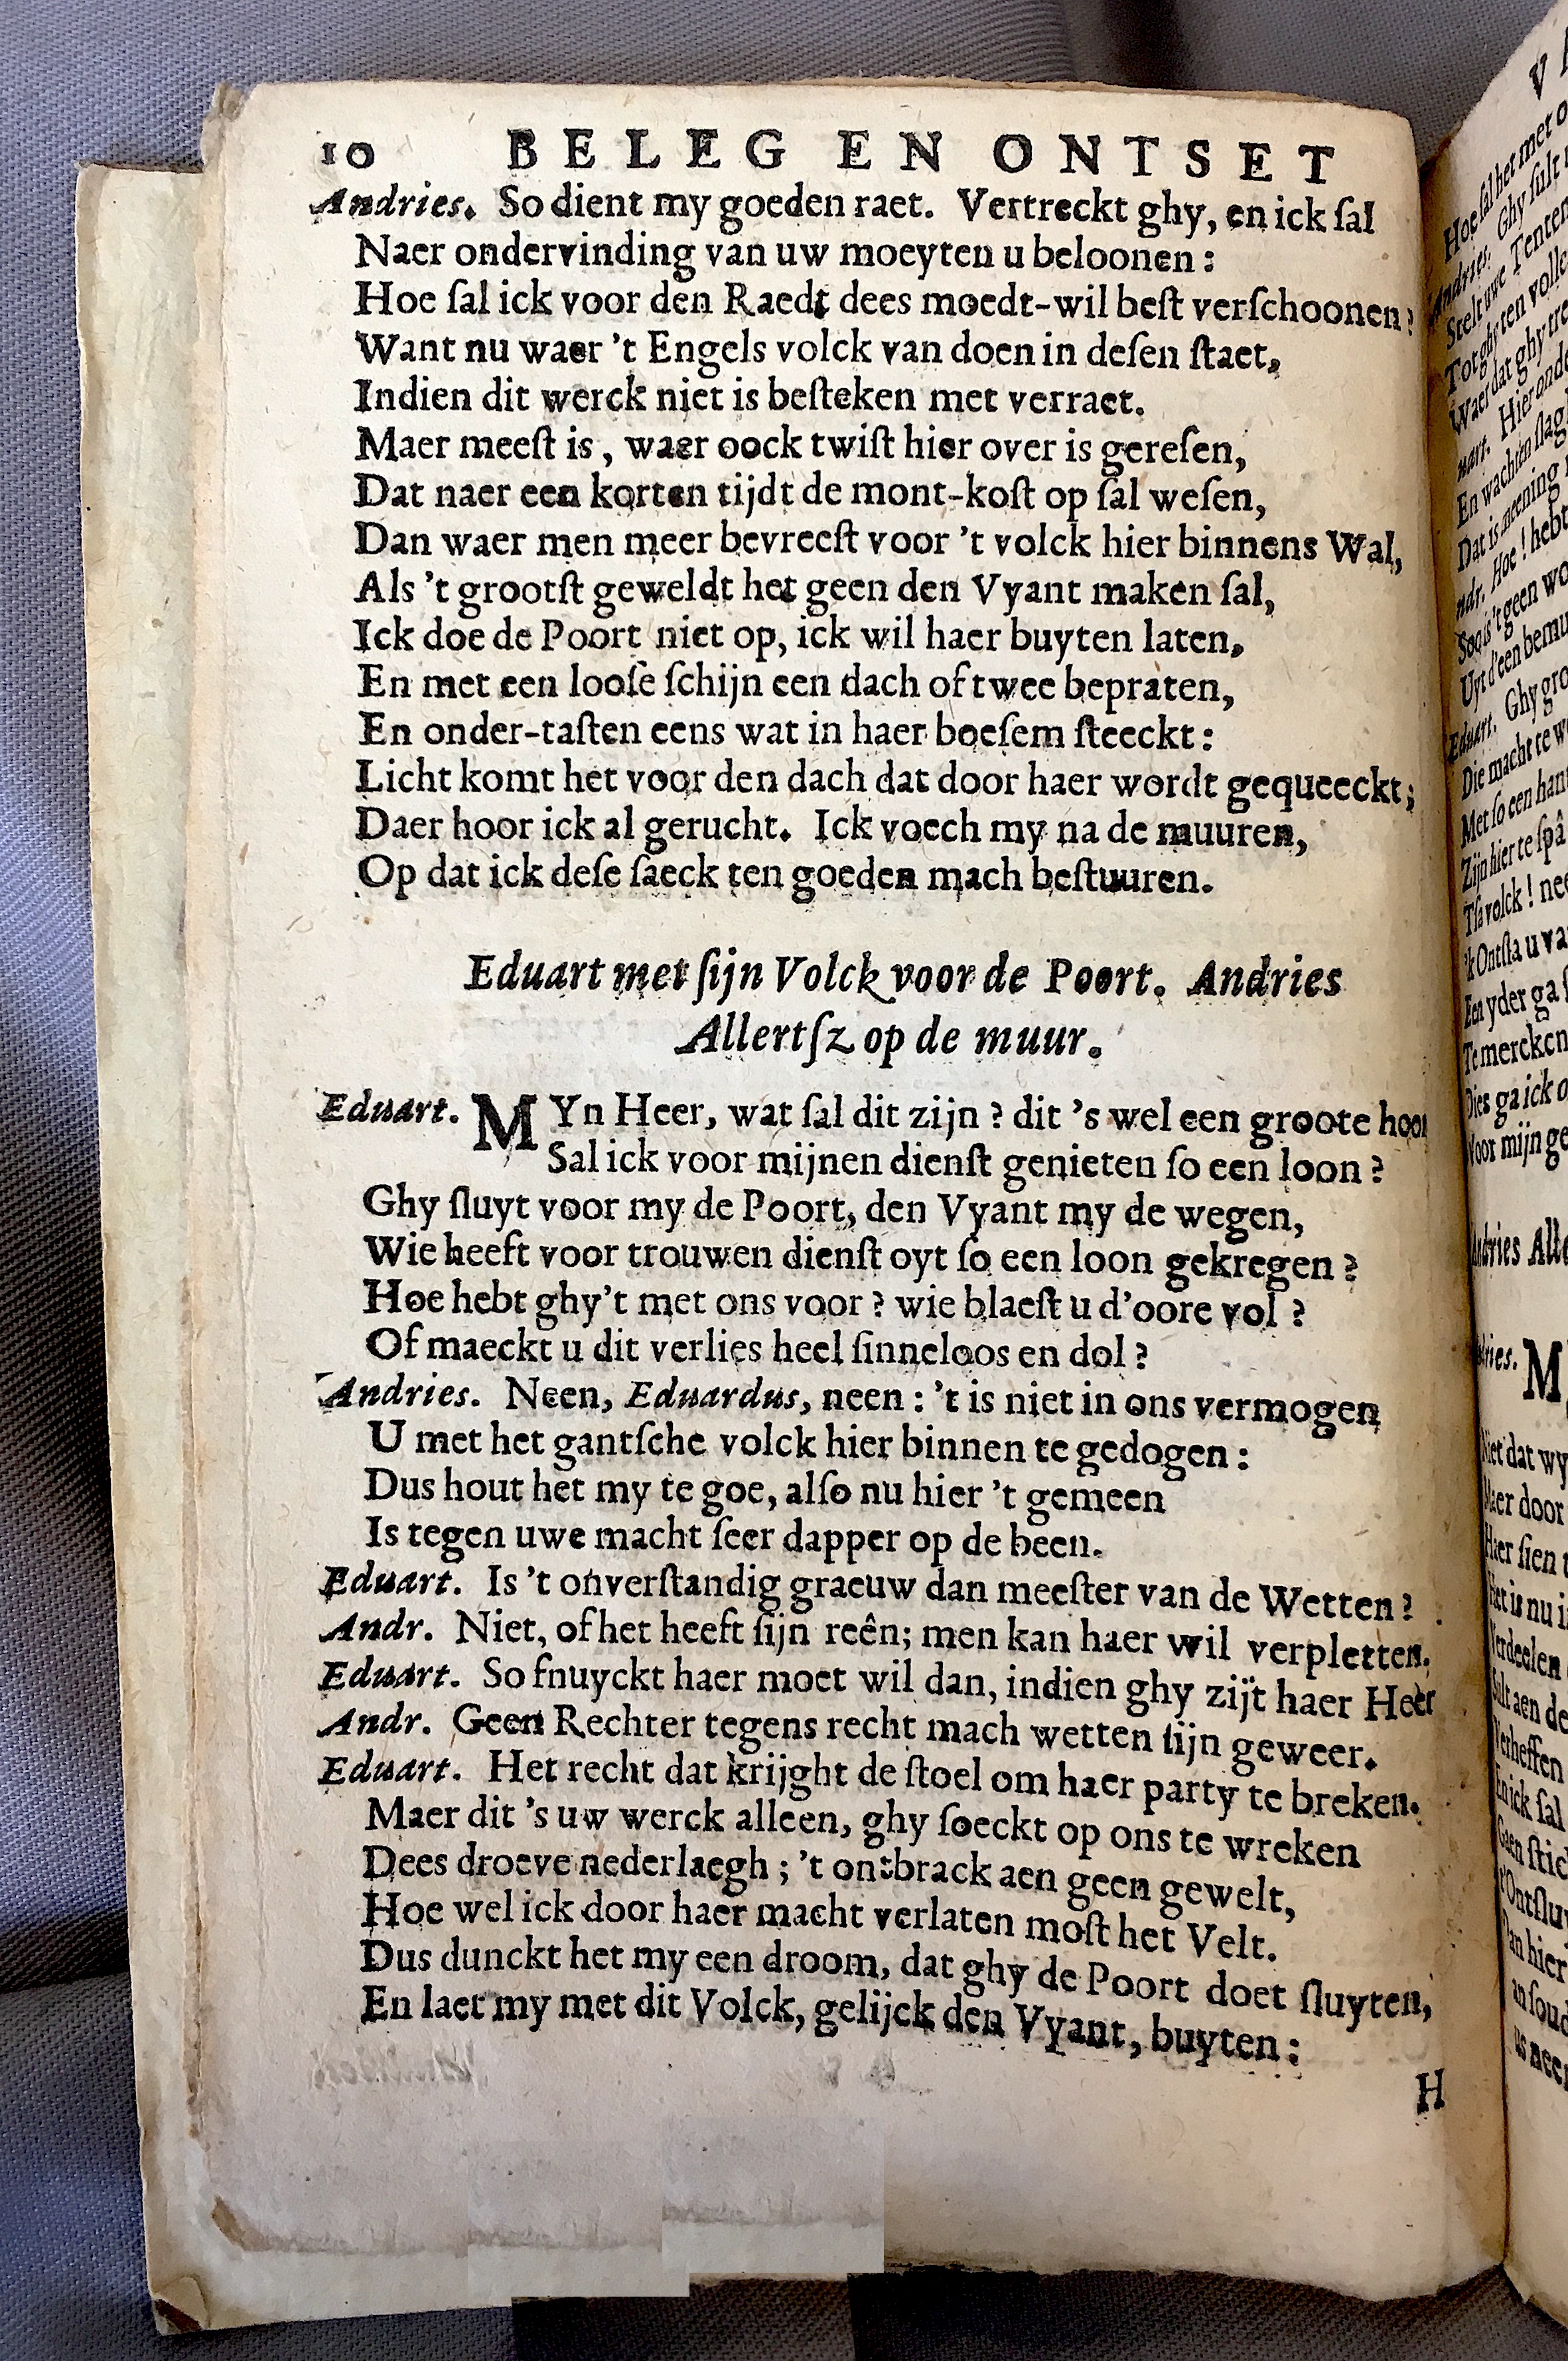 10 BELEG EN ONTSET
Andries. So dient my goeden raet. Vertreckt ghy, en ick ſal
Naer ondervinding van uw moeyten u beloonen:
Hoe ſal ick voor den Raedt dees moedt-wil beſt verſchoonen?
Want nu waer 't Engels volck van doen in deſen ſtaet,
Indien dit werck niet is beſteken met verraet.
Maer meeſt is, waer oock twiſt hier over is gereſen,
Dat naer een korten tijdt de mont-koſt op ſal weſen,
Dan waer men meer bevreeſt voor 't volck hier binnens Wal,
Als 't grootſt geweldt het geen den Vyant maken ſal,
Ick doe de Poort niet op, ick wil haer buyten laten,
En met een looſe ſchijn een dach of twee bepraten,
En onder-taſten eens wat in haer boeſem ſteeckt:
Licht komt het voor den dach dat door haer wordt gequeeckt;
Daer hoor ick al gerucht. Ick voech my na de muuren,
Op dat ick deſe ſaeck ten goeden mach beſtuuren.
Eduart met ſijn Volck voor de Poort. Andries
Allertſz op de muur.
Eduart. MYn Heer, wat ſal dit zijn? dit 's wel een groote
Sal ick voor mijnen dienſt genieten ſo een loon?
Ghy ſluyt voor my de Poort, den Vyant my de wegen,
Wie heeft voor trouwen dienſt oyt ſo een loon gekregen?
Hoe hebt ghy't met ons voor? wie blaeſt u d'oore vol?
Of maeckt u dit verlies heel ſinneloos en dol?
Andries. Neen, Eduardus, neen: 't is niet in ons vermogen
U met het gantſche volck hier binnen te gedogen:
Dus hout het my te goe, alſo nu hier 't gemeen
Is tegen uwe macht ſeer dapper op de been.
Eduart. Is 't onverſtandig graeuw dan meeſter van de Wetten?
Andr. Niet, of het heeft ſijn reên; men kan haer wil verpletten.
Eduart. So ſnuyckt haer moet wil dan, indien ghy zijt haer Heer
Andr. Geen Rechter tegens recht mach wetten ſijn geweer.
Eduart. Het recht dat krijght de ſtoel om haer party te breken.
Maer dit 's uw werck alleen, ghy ſoeckt op ons te wreken
Dees droeve nederlaegh; 't ontbrack aen geen gewelt,
Hoe wel ick door haer macht verlaten moſt het Velt.
Dus dunckt het my een droom, dat ghy de Poort doet ſluyten,
En laet my met dit Volck, gelijck den Vyant, buyten:
H